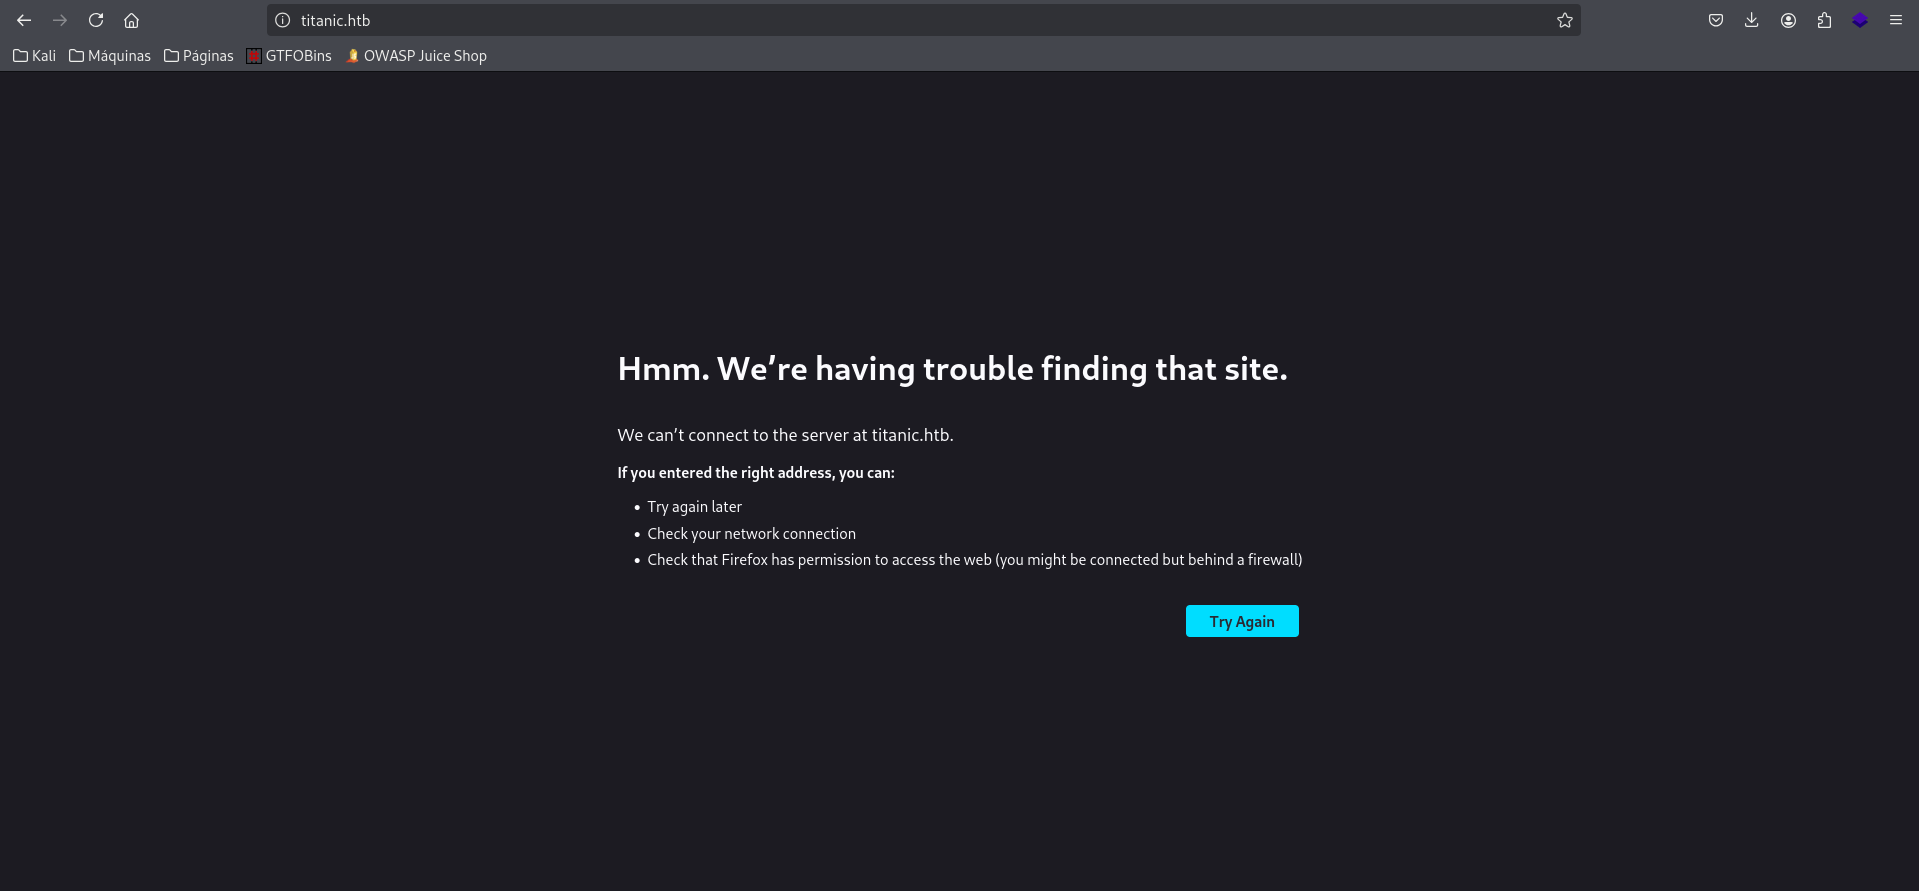 titanic.htb
Kali Máquinas Páginas GTFOBins OWASP Juice Shop
Hmm. We’re having trouble finding that site.
We can’t connect to the server at titanic.htb.
If you entered the right address, you can:
Try again later
Check your network connection
Check that Firefox has permission to access the web (you might be connected but behind a firewall)
Try Again